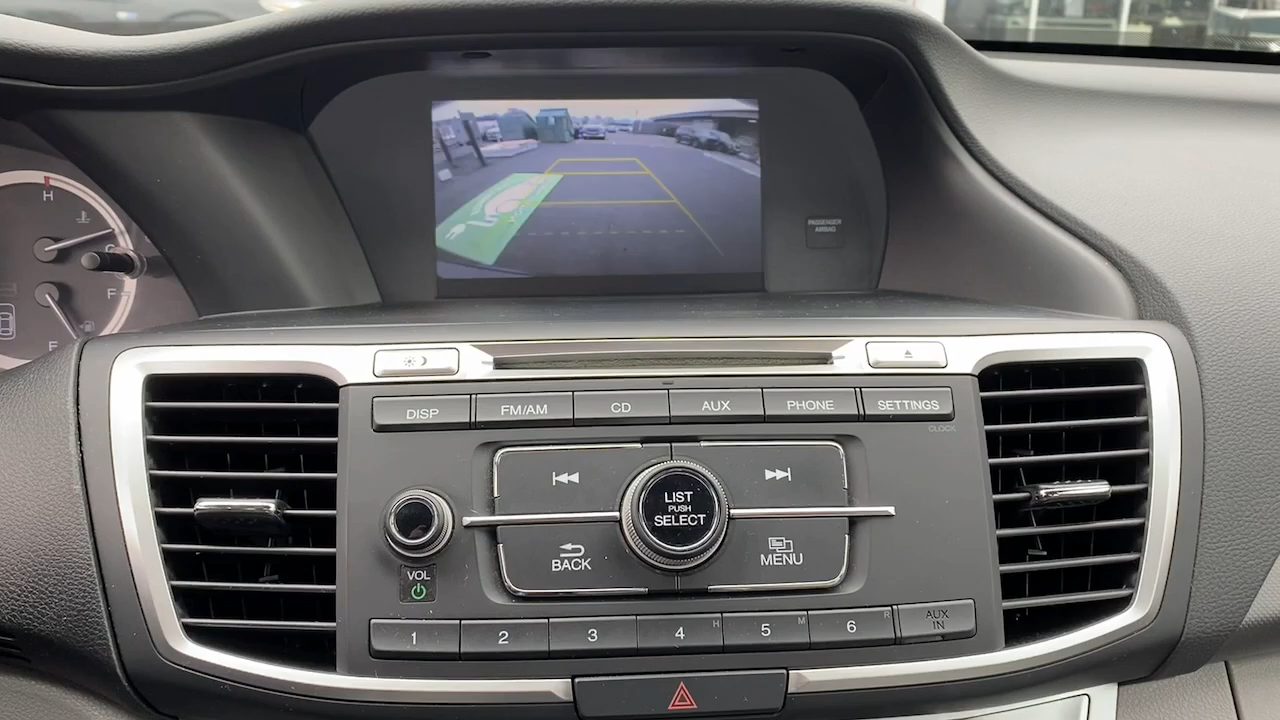 H
C
F
E
PASSENGER
AIRBAG
DISP
FM/AM
CD
AUX
PHONE
SETTINGS
CLOCK
LIST
PUSH
SELECT
BACK
MENU
VOL
1
2
3
4
H
5
M
6
R
AUX
IN